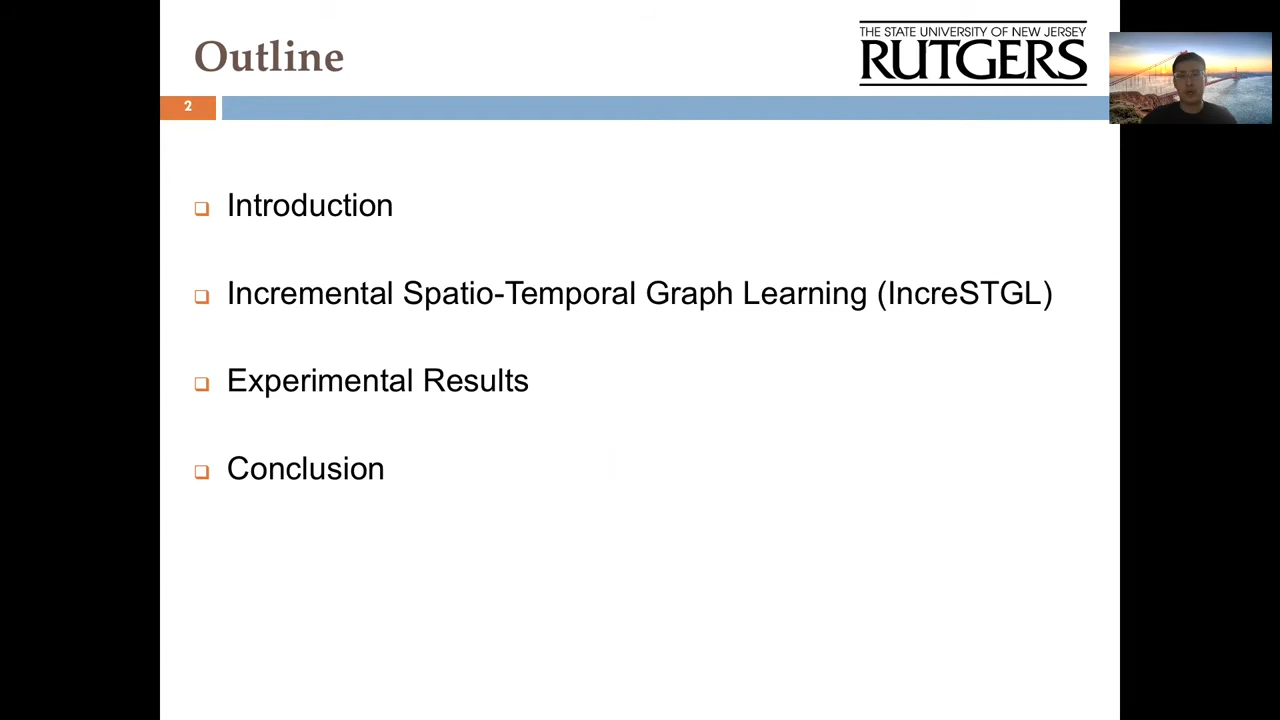 Outline
THE STATE UNIVERSITY OF NEW JERSEY
RUTGERS
2
Introduction
Incremental Spatio-Temporal Graph Learning (IncreSTGL)
Experimental Results
Conclusion